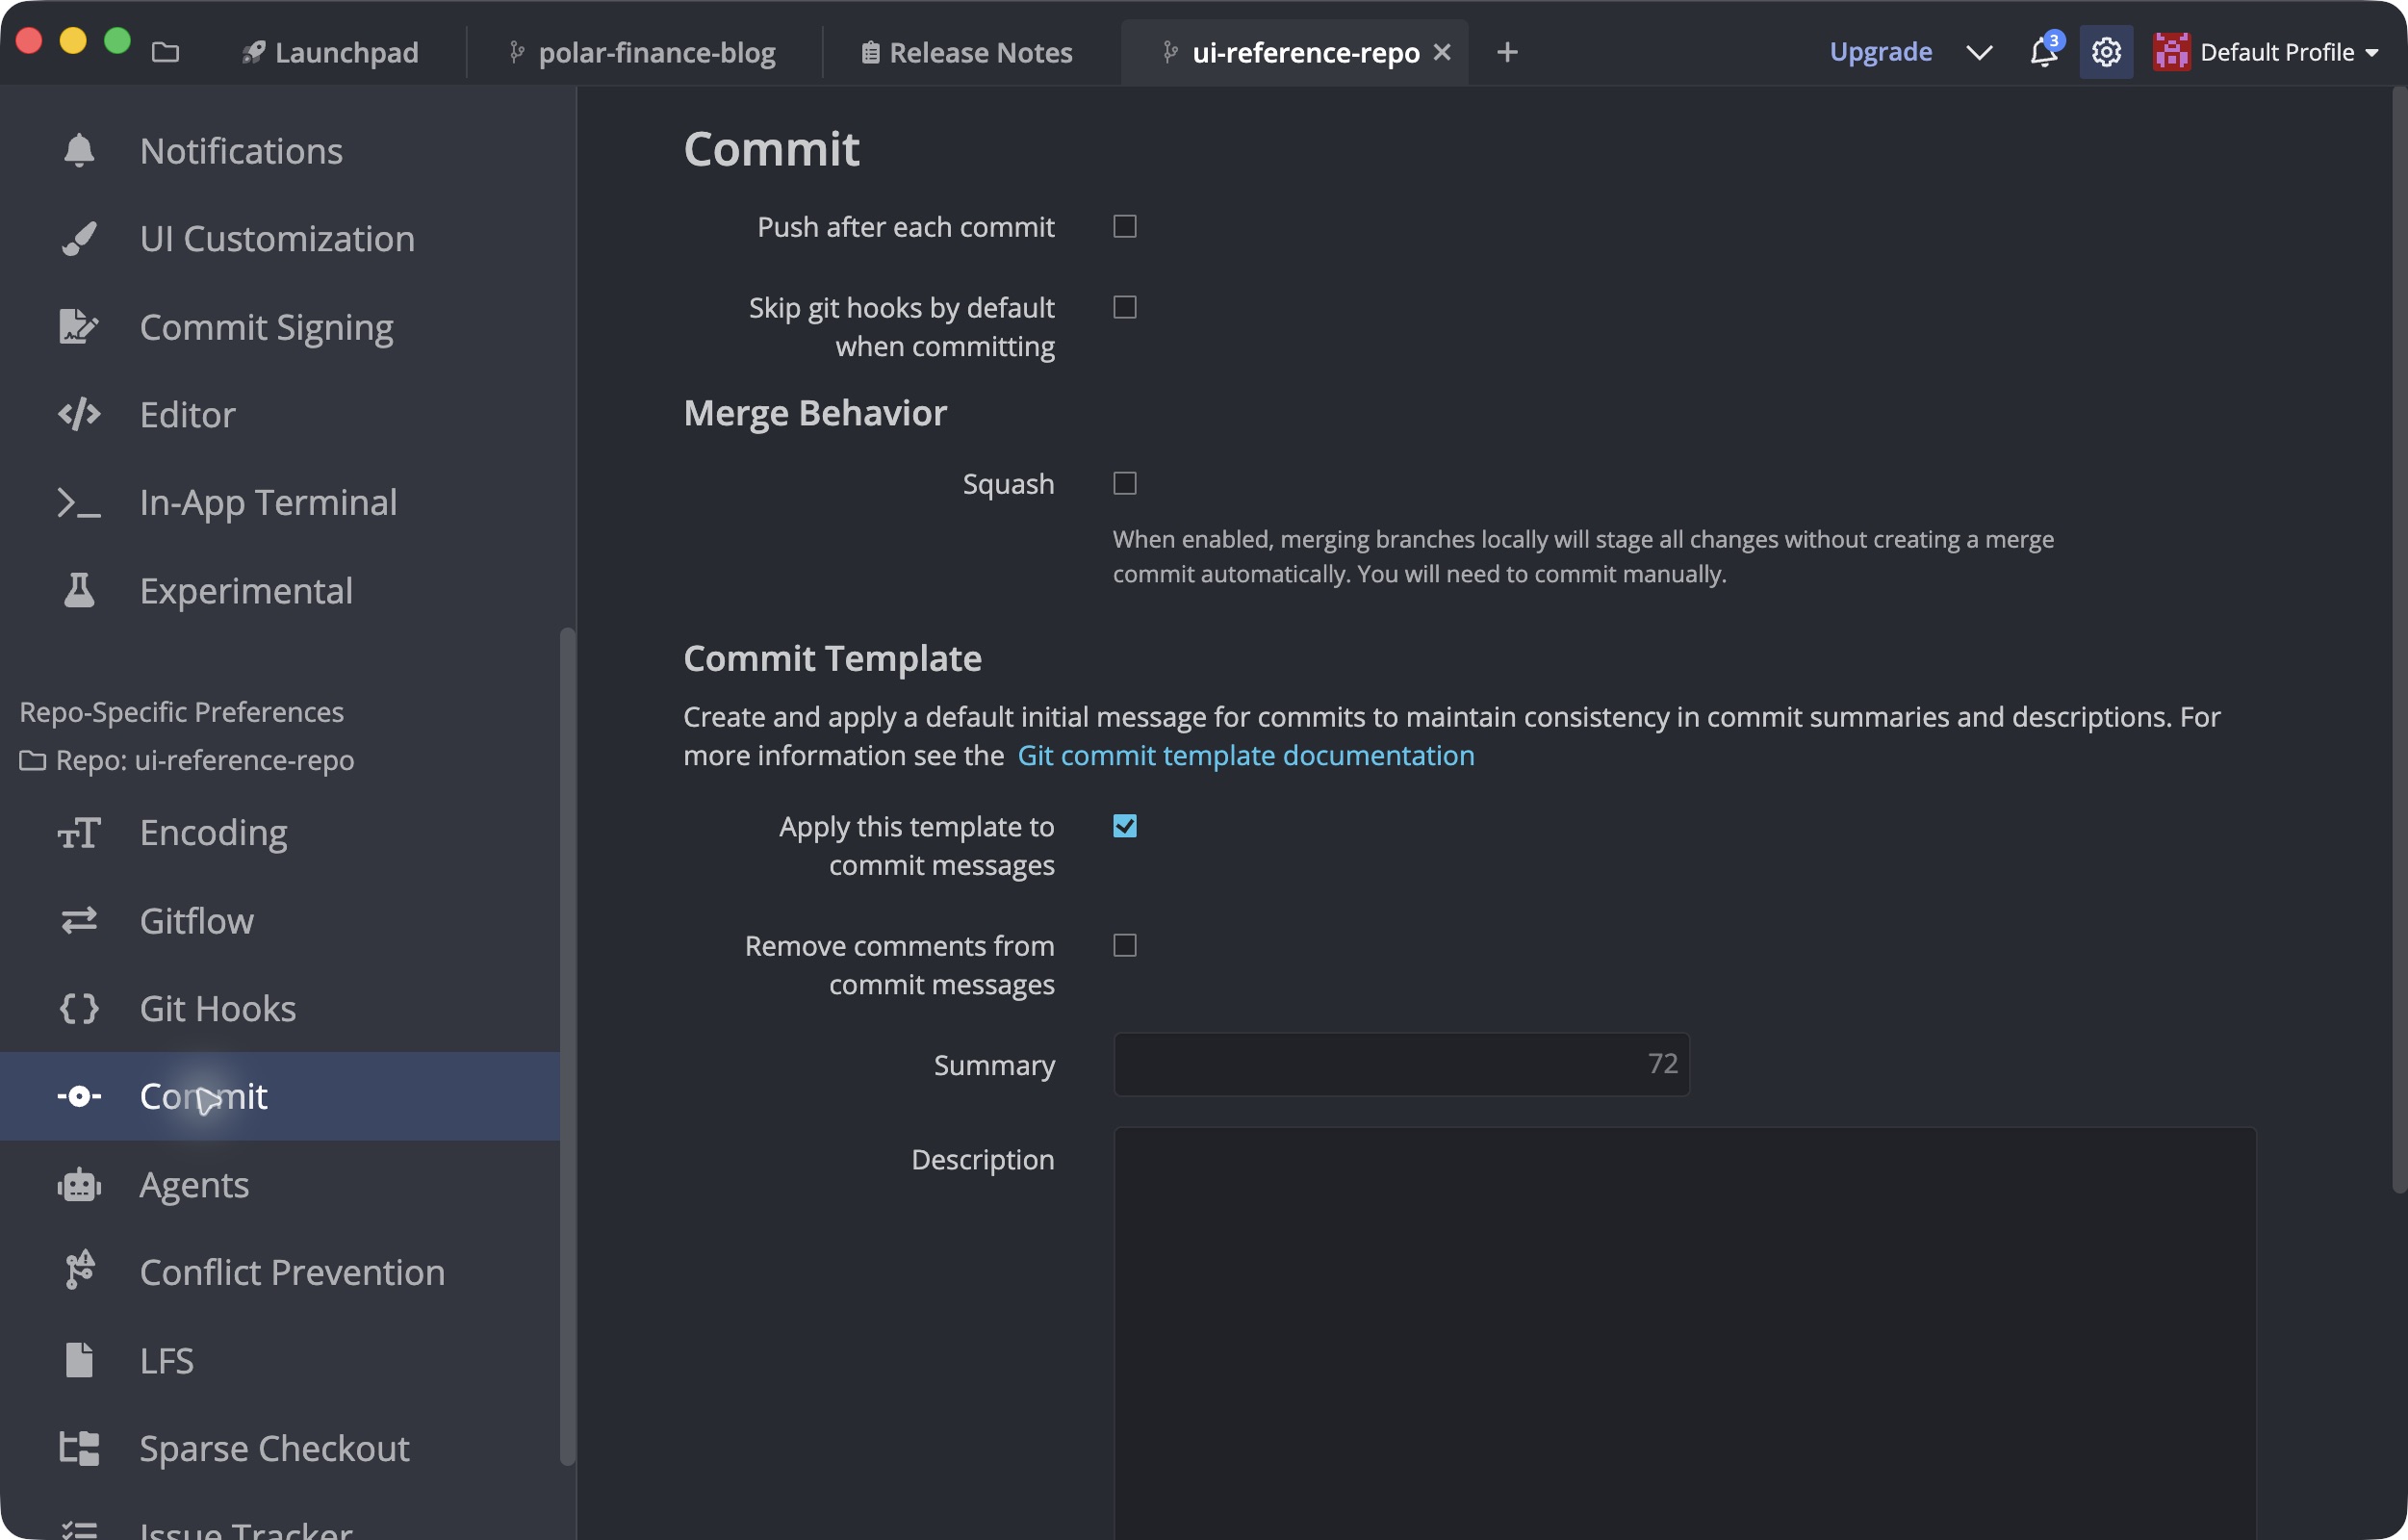 Launchpad
polar-finance-blog
Release Notes
ui-reference-repo
Upgrade
3
Default Profile
Notifications
UI Customization
Commit Signing
Editor
In-App Terminal
Experimental
Repo-Specific Preferences
Repo: ui-reference-repo
Encoding
Gitflow
Git Hooks
Commit
Agents
Conflict Prevention
LFS
Sparse Checkout
Issue Tracker
Commit
Push after each commit
Skip git hooks by default
when committing
Merge Behavior
Squash
When enabled, merging branches locally will stage all changes without creating a merge
commit automatically. You will need to commit manually.
Commit Template
Create and apply a default initial message for commits to maintain consistency in commit summaries and descriptions. For
more information see the Git commit template documentation
Apply this template to
commit messages
Remove comments from
commit messages
Summary
72
Description